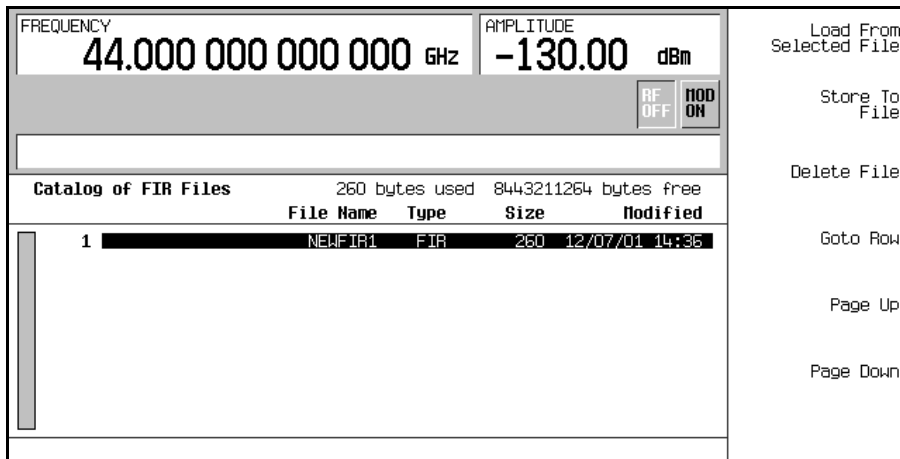 FREQUENCY
44.000 000 000 000 GHz
AMPLITUDE
-130.00 dBm
RF OFF
MOD ON
Catalog of FIR Files 260 bytes used 8443211264 bytes free
File Name Type Size Modified
1 NEWFIR1 FIR 260 12/07/01 14:36
Load From
Selected File
Store To
File
Delete File
Goto Row
Page Up
Page Down